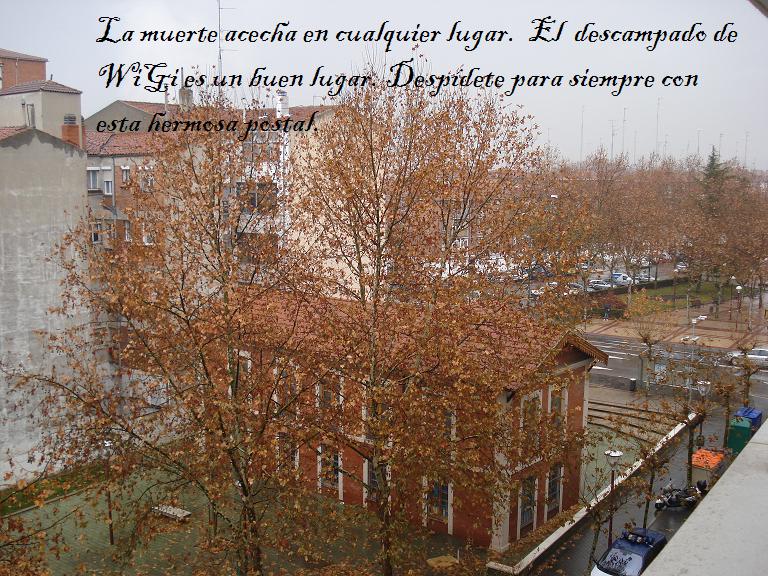 La muerte acecha en cualquier lugar. El descampado de
WiGi es un buen lugar. Despidete para siempre con
esta hermosa postal.